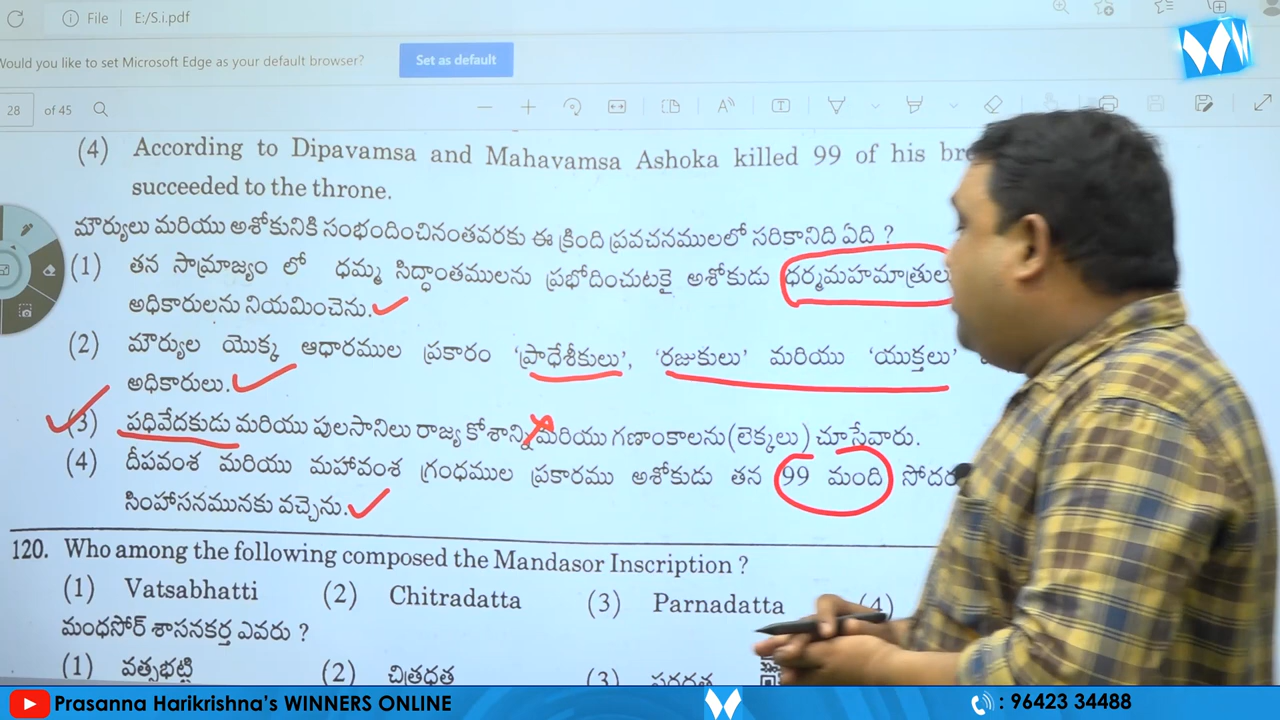 File E:/S.i.pdf
Would you like to set Microsoft Edge as your default browser? Set as default
28 of 45
(4) According to Dipavamsa and Mahavamsa Ashoka killed 99 of his
succeeded to the throne.
మౌర్యులు మరియు అశోకునికి సంభందించినంతవరకు ఈ క్రింది ప్రవచనములలో సరికానిది ఏది ?
(1) తన సామ్రాజ్యం లో ధమ్మ సిద్ధాంతములను ప్రభోదించుటకై అశోకుడు ధర్మమహమాత్రులు
అధికారులను నియమించెను.
(2) మౌర్యుల యొక్క ఆధారముల ప్రకారం ‘ప్రాధేశీకులు’, ‘రజుకులు’ మరియు ‘యుక్తలు’
అధికారులు.
(3) పధివేదకుడు మరియు పులసానిలు రాజ్య కోశాన్ని మరియు గణాంకాలను(లెక్కలు) చూసేవారు.
(4) దీపవంశ మరియు మహావంశ గ్రంధముల ప్రకారము అశోకుడు తన 99 మంది
సింహాసనమునకు వచ్చెను.
120. Who among the following composed the Mandasor Inscription ?
(1) Vatsabhatti (2) Chitradatta (3) Parnadatta (4)
మంధసోర్ శాసనకర్త ఎవరు ?
(1) వత్సభట్టి (2) చిత్రధత్త (3)
Prasanna Harikrishna's WINNERS ONLINE : 96423 34488